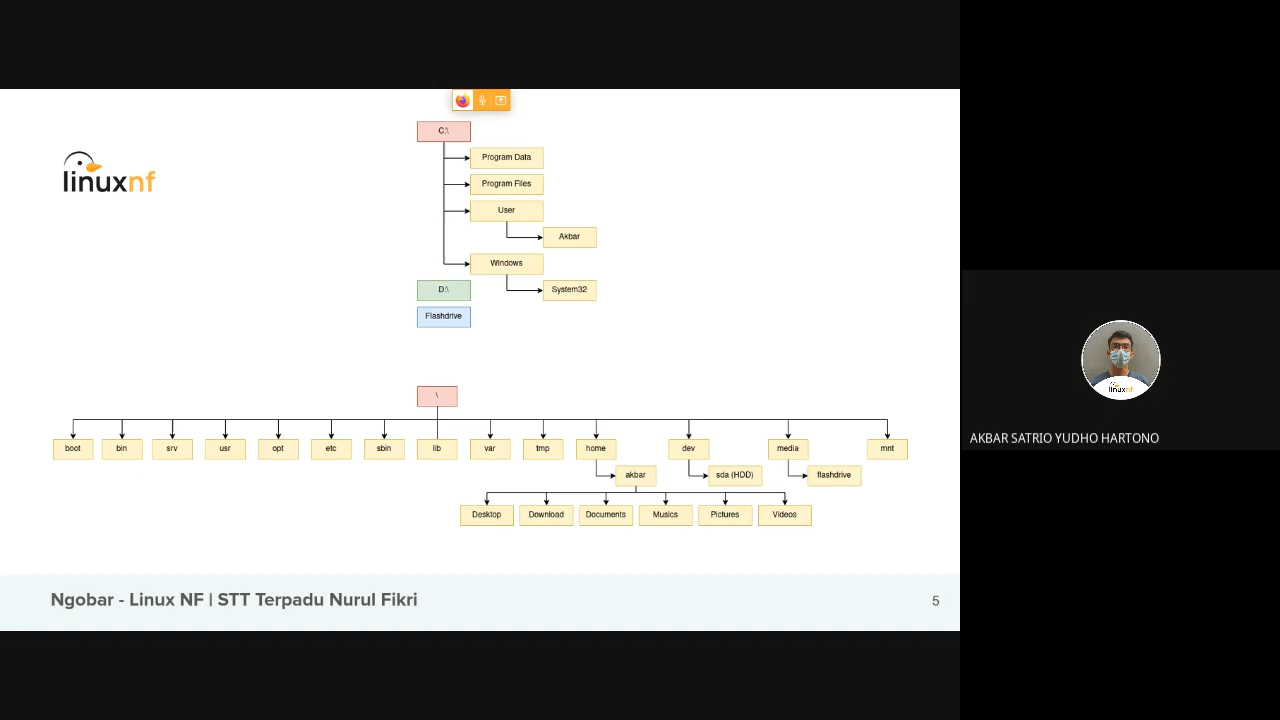 linuxnf
C:\
Program Data
Program Files
User
Akbar
Windows
D:\
System32
Flashdrive
\
boot
bin
srv
usr
opt
etc
sbin
lib
var
tmp
home
dev
media
mnt
akbar
sda (HDD)
flashdrive
Desktop
Download
Documents
Musics
Pictures
Videos
Ngobar - Linux NF | STT Terpadu Nurul Fikri
5
linuxnf
AKBAR SATRIO YUDHO HARTONO